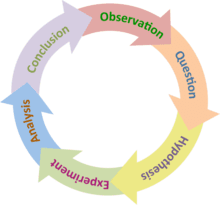 Observation
Question
Hypothesis
Experiment
Analysis
Conclusion